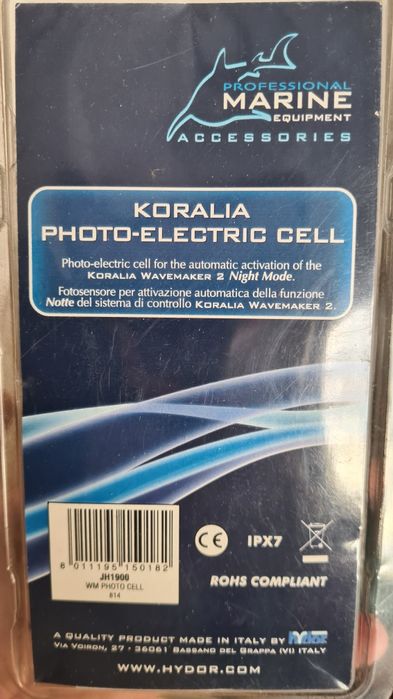 PROFESSIONAL
MARINE
EQUIPMENT
ACCESSORIES
KORALIA
PHOTO-ELECTRIC CELL
Photo-electric cell for the automatic activation of the
KORALIA WAVEMAKER 2 Night Mode.
Fotosensore per attivazione automatica della funzione
Notte del sistema di controllo KORALIA WAVEMAKER 2.
8 011195 150182
JH1900
WM PHOTO CELL
814
CE IPX7
ROHS COMPLIANT
A QUALITY PRODUCT MADE IN ITALY BY HYDOR
VIA VOIRON, 27 - 36061 BASSANO DEL GRAPPA (VI) ITALY
WWW.HYDOR.COM